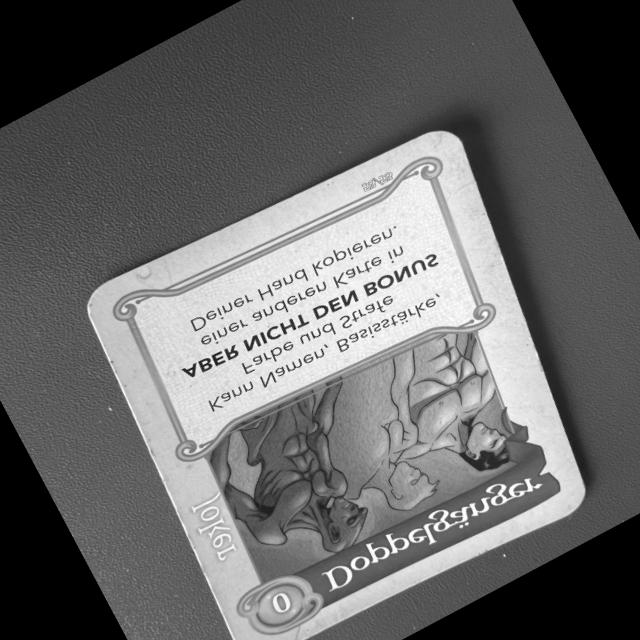 0
Doppelgänger
Joker
Kann Namen, Basisstärke,
Farbe und Strafe
ABER NICHT DEN BONUS
einer anderen Karte in
Deiner Hand kopieren.